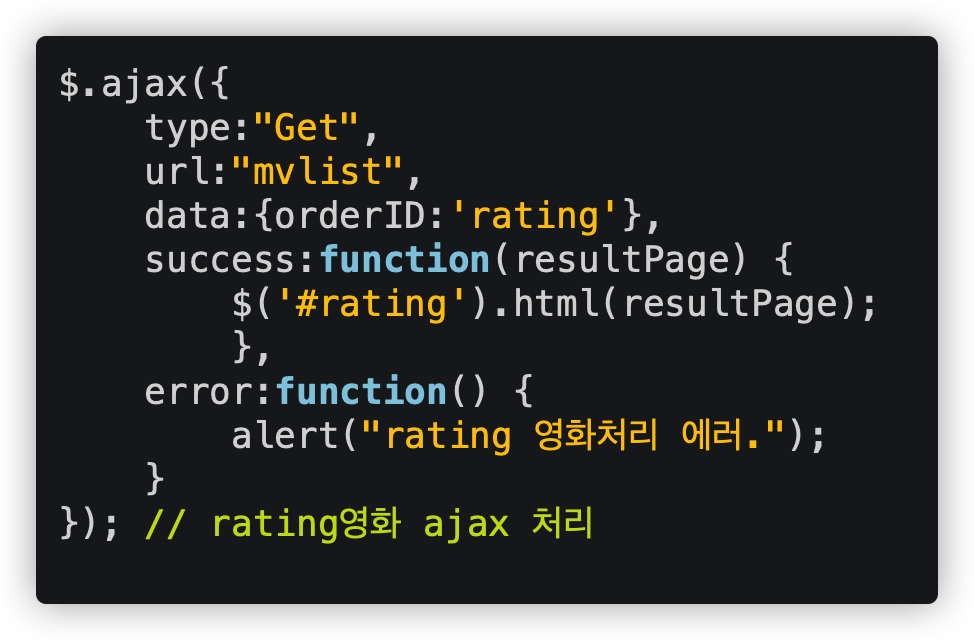 $.ajax({
    type:"Get",
    url:"mvlist",
    data:{orderID:'rating'},
    success:function(resultPage) {
        $('#rating').html(resultPage);
        },
    error:function() {
        alert("rating 영화처리 에러.");
    }
}); // rating영화 ajax 처리